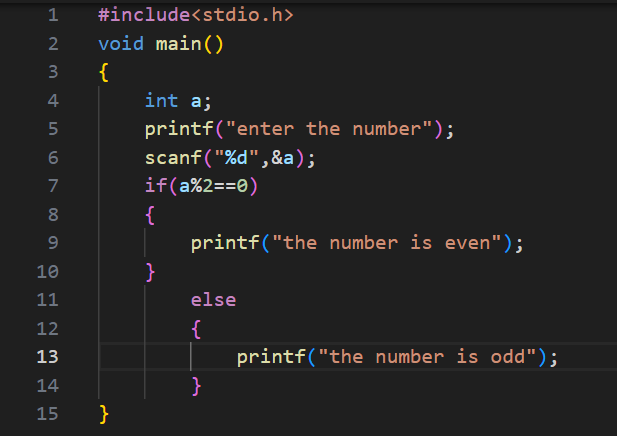 1 #include<stdio.h>
2 void main()
3 {
4     int a;
5     printf("enter the number");
6     scanf("%d",&a);
7     if(a%2==0)
8     {
9         printf("the number is even");
10     }
11         else
12         {
13             printf("the number is odd");
14         }
15 }